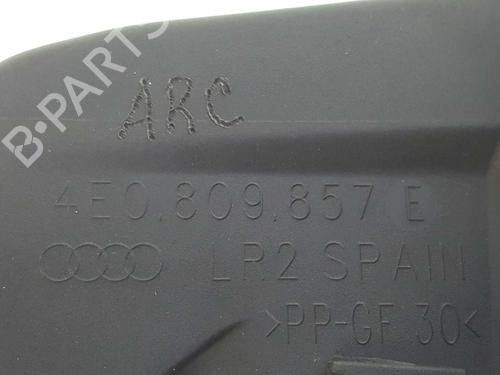 B-PARTS
ARC
4E0.809.857 E
LR2 SPAIN
>PP-GF 30<